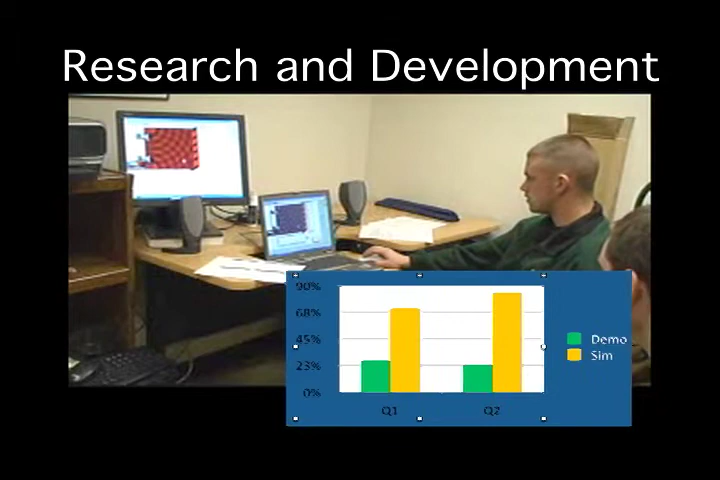 Research and Development
90%
68%
45%
23%
0%
Q1
Q2
Demo
Sim